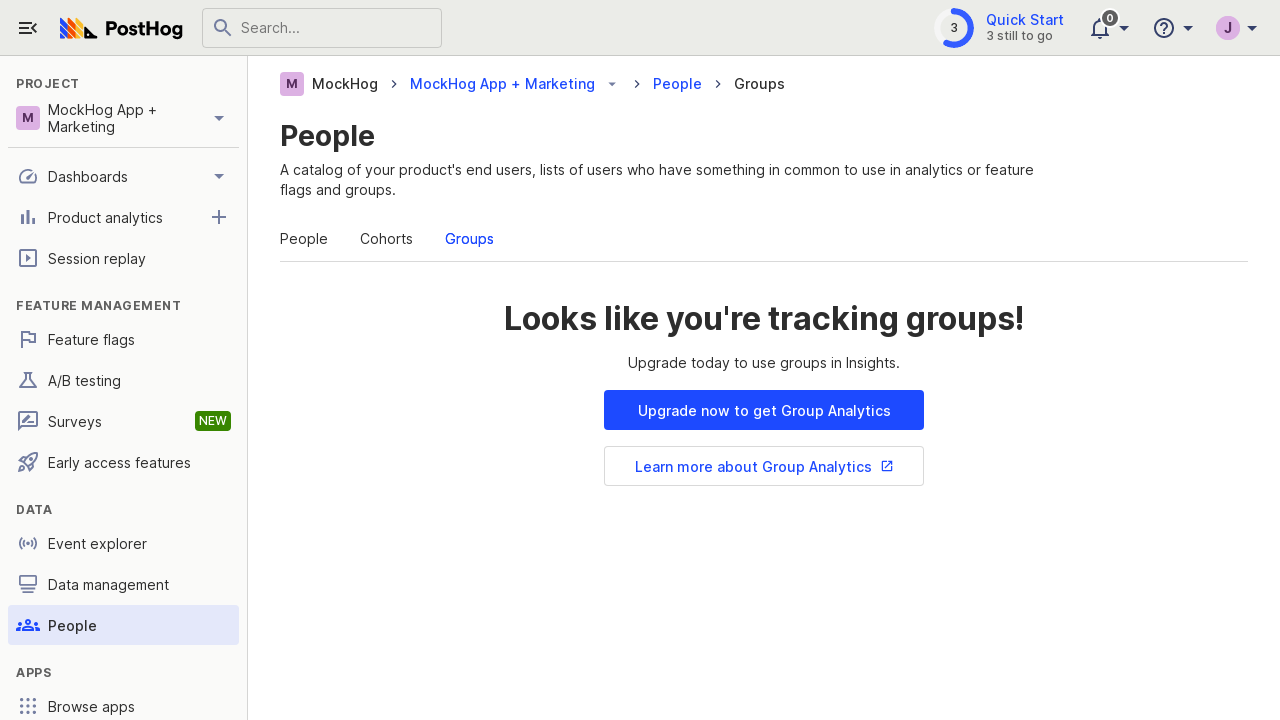 PostHog
Search...
3
Quick Start
3 still to go
0
J
PROJECT
M
MockHog App +
Marketing
Dashboards
Product analytics
Session replay
FEATURE MANAGEMENT
Feature flags
A/B testing
Surveys
NEW
Early access features
DATA
Event explorer
Data management
People
APPS
Browse apps
M MockHog > MockHog App + Marketing > People > Groups
People
A catalog of your product's end users, lists of users who have something in common to use in analytics or feature
flags and groups.
People Cohorts Groups
Looks like you're tracking groups!
Upgrade today to use groups in Insights.
Upgrade now to get Group Analytics
Learn more about Group Analytics